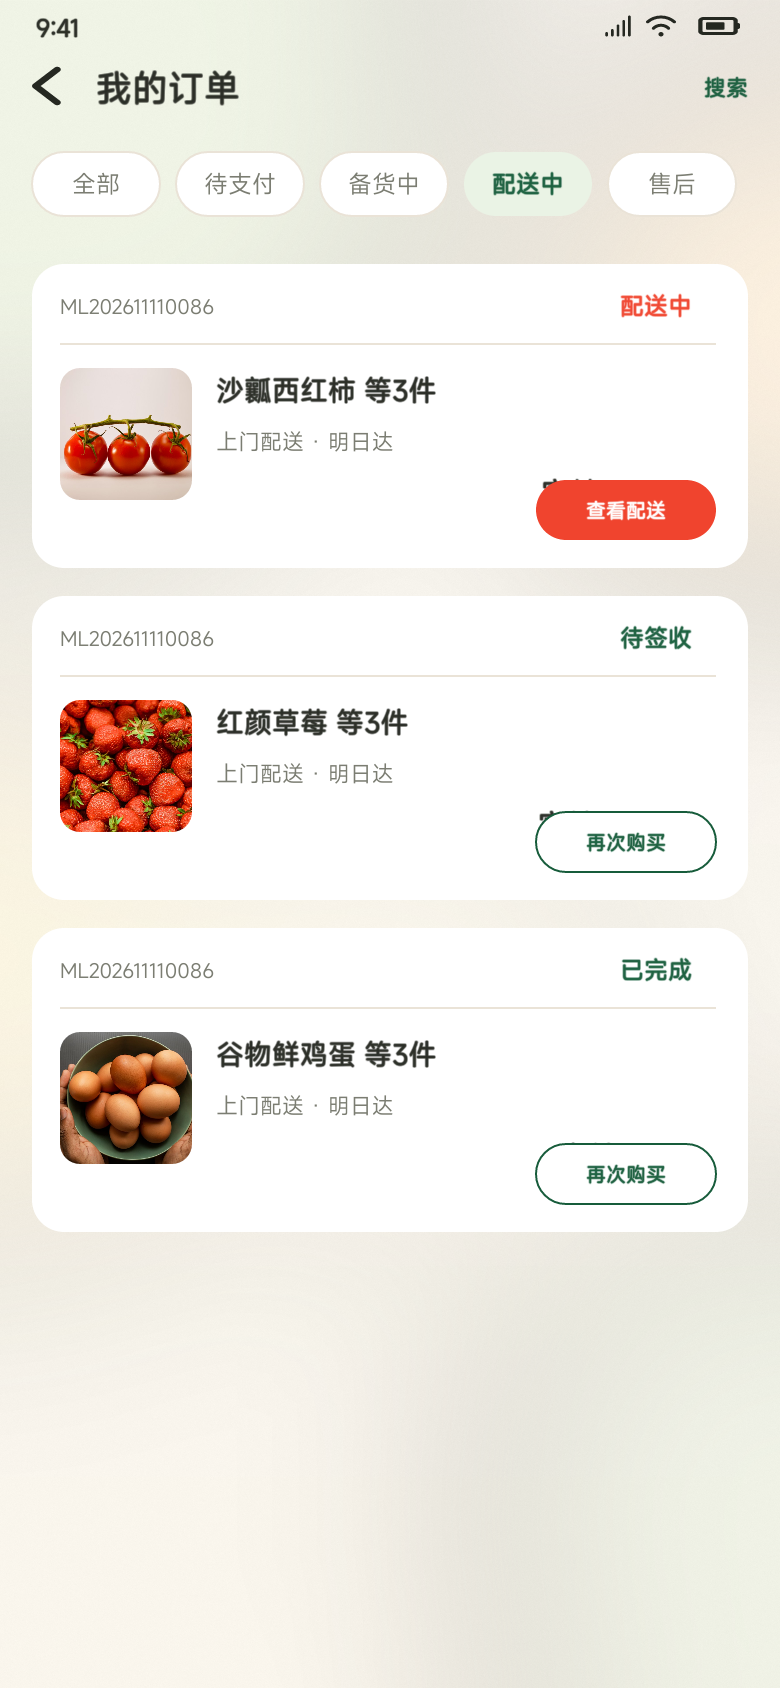 9:41
我的订单
搜索
全部 待支付 备货中 配送中 售后
ML202611110086 配送中
沙瓤西红柿 等3件
上门配送 · 明日达
查看配送
ML202611110086 待签收
红颜草莓 等3件
上门配送 · 明日达
再次购买
ML202611110086 已完成
谷物鲜鸡蛋 等3件
上门配送 · 明日达
再次购买